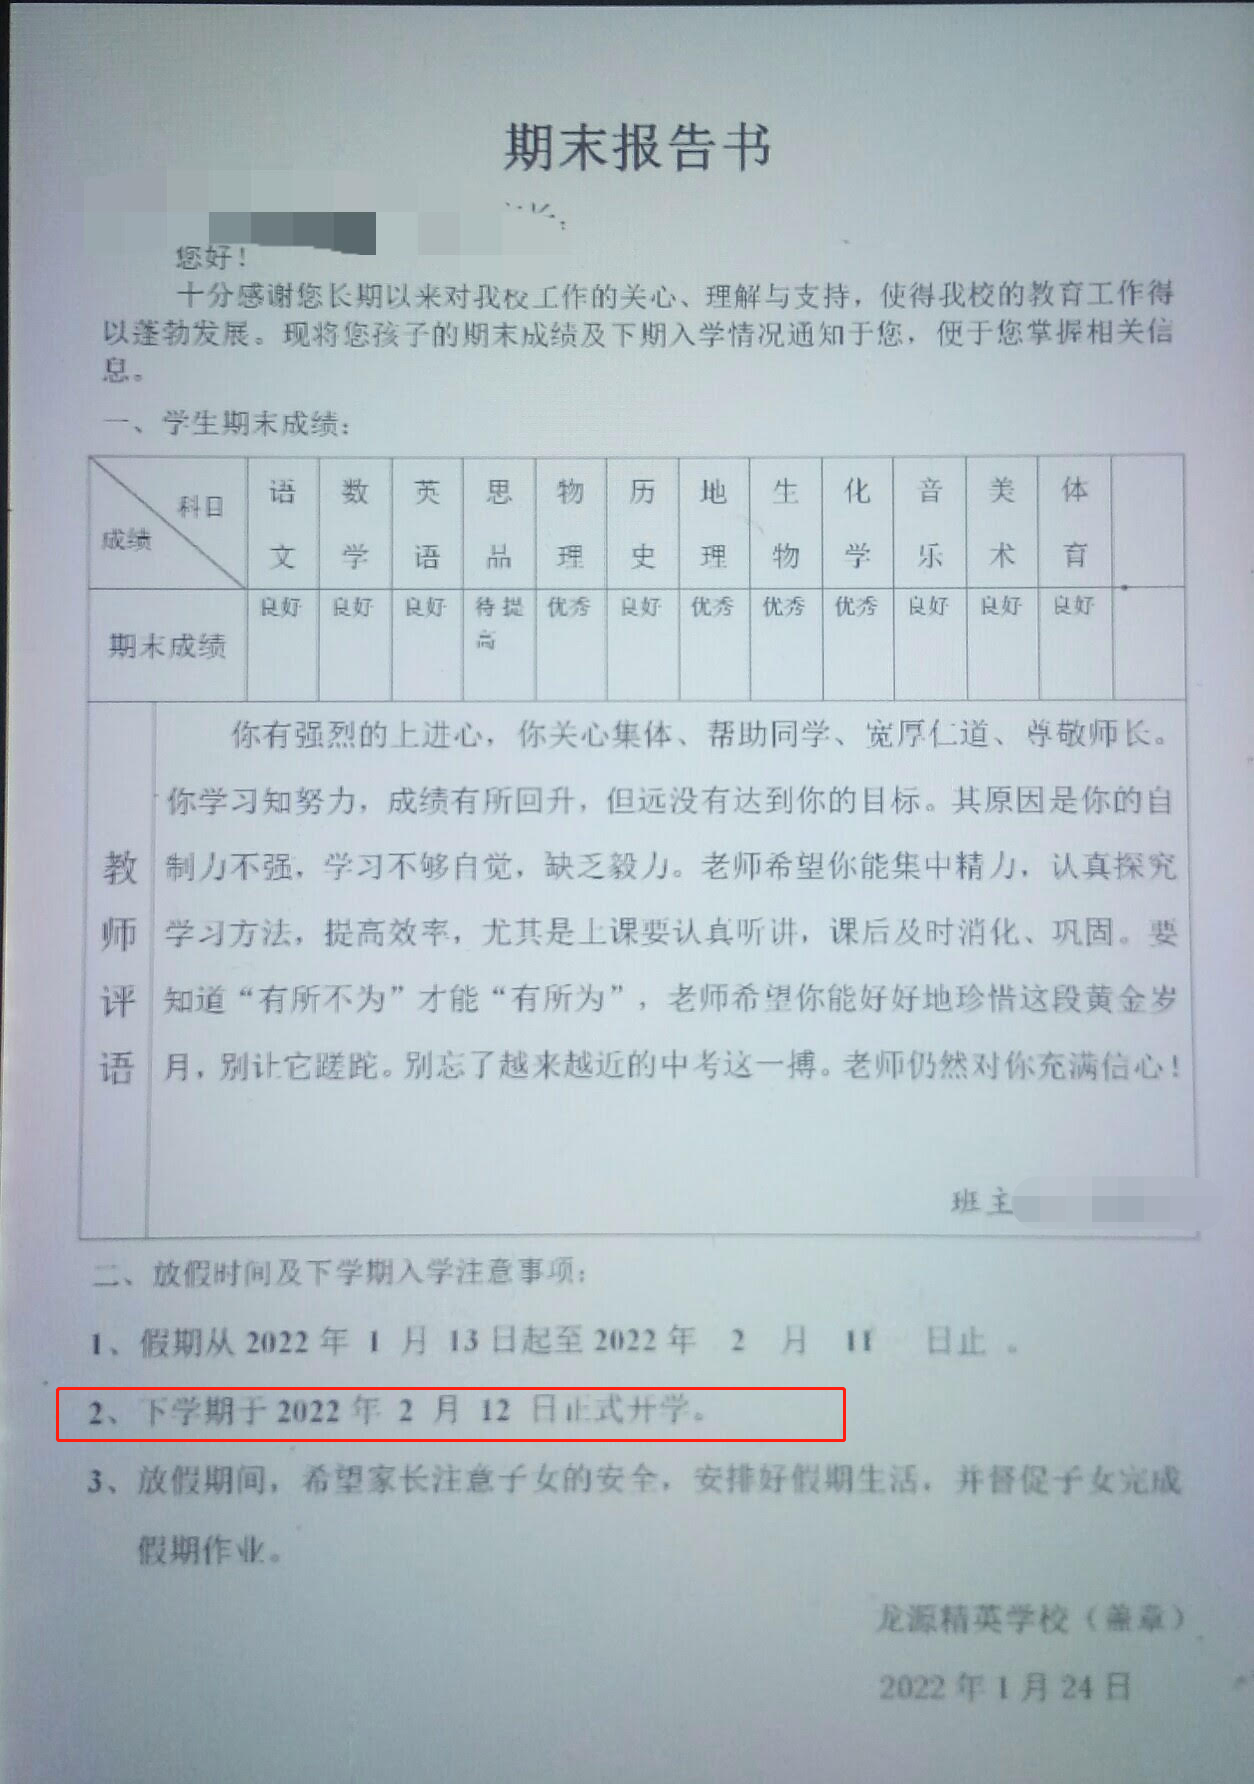 期末报告书
长：
您好！
十分感谢您长期以来对我校工作的关心、理解与支持，使得我校的教育工作得
以蓬勃发展。现将您孩子的期末成绩及下期入学情况通知于您，便于您掌握相关信
息。
一、学生期末成绩：
科目 成绩 语文 数学 英语 思品 物理 历史 地理 生物 化学 音乐 美术 体育
期末成绩 良好 良好 良好 待提高 优秀 良好 优秀 优秀 优秀 良好 良好 良好
教师评语
你有强烈的上进心，你关心集体、帮助同学、宽厚仁道、尊敬师长。
你学习知努力，成绩有所回升，但远没有达到你的目标。其原因是你的自
制力不强，学习不够自觉，缺乏毅力。老师希望你能集中精力，认真探究
学习方法，提高效率，尤其是上课要认真听讲，课后及时消化、巩固。要
知道“有所不为”才能“有所为”，老师希望你能好好地珍惜这段黄金岁
月，别让它蹉跎。别忘了越来越近的中考这一搏。老师仍然对你充满信心！
班主
二、放假时间及下学期入学注意事项：
1、假期从 2022 年 1 月 13 日起至 2022 年 2 月 11 日止 。
2、下学期于 2022 年 2 月 12 日正式开学。
3、放假期间，希望家长注意子女的安全，安排好假期生活，并督促子女完成
假期作业。
龙源精英学校（盖章）
2022 年 1 月 24 日